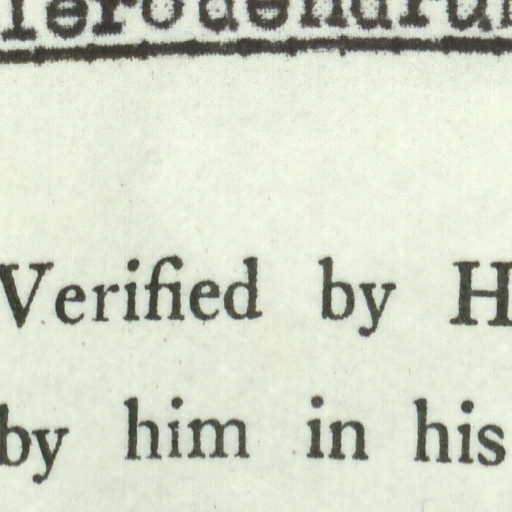 Verified by H
by him in his